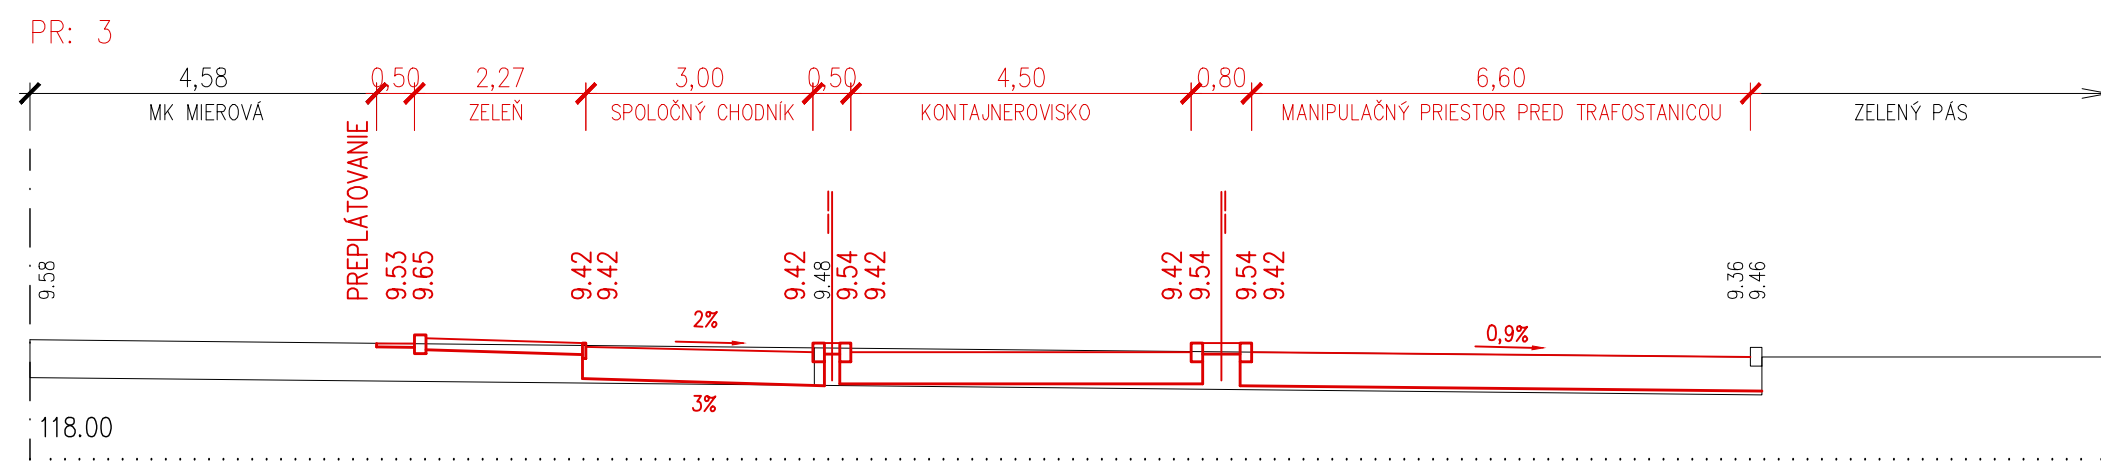 PR: 3
4,58 0,50 2,27 3,00 0,50 4,50 0,80 6,60
MK MIEROVÁ ZELEŇ SPOLOČNÝ CHODNÍK KONTAJNEROVISKO MANIPULAČNÝ PRIESTOR PRED TRAFOSTANICOU ZELENÝ PÁS
PREPLÁTOVANIE
9.58 9.53 9.65 9.42 9.42 9.42 9.48 9.54 9.42 9.42 9.54 9.54 9.42 9.36 9.46
2% 0,9%
3%
118.00